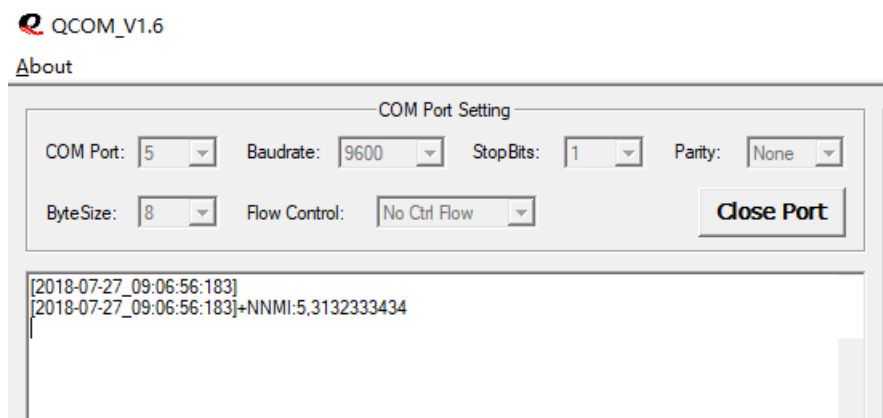 QCOM_V1.6
About
COM Port Setting
COM Port: 5 Baudrate: 9600 StopBits: 1 Parity: None
ByteSize: 8 Flow Control: No Ctrl Flow Close Port
[2018-07-27_09:06:56:183]
[2018-07-27_09:06:56:183]+NNMI:5,3132333434